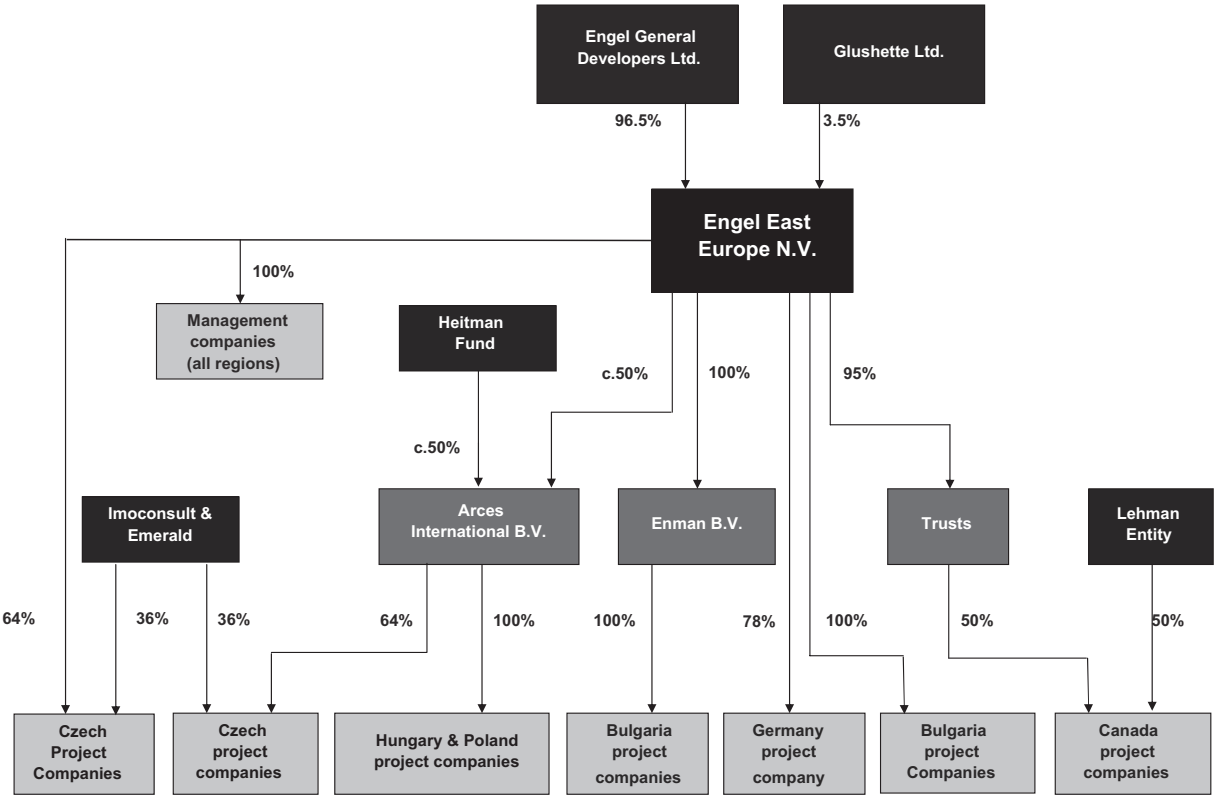 Engel General
Developers Ltd.
Glushette Ltd.
96.5%
3.5%
Engel East
Europe N.V.
100%
Management
companies
(all regions)
Heitman
Fund
c.50%
100%
95%
c.50%
Imoconsult &
Emerald
Arces
International B.V.
Enman B.V.
Trusts
Lehman
Entity
64%
36%
36%
64%
100%
100%
78%
100%
50%
50%
Czech
Project
Companies
Czech
project
companies
Hungary & Poland
project companies
Bulgaria
project
companies
Germany
project
company
Bulgaria
project
Companies
Canada
project
companies